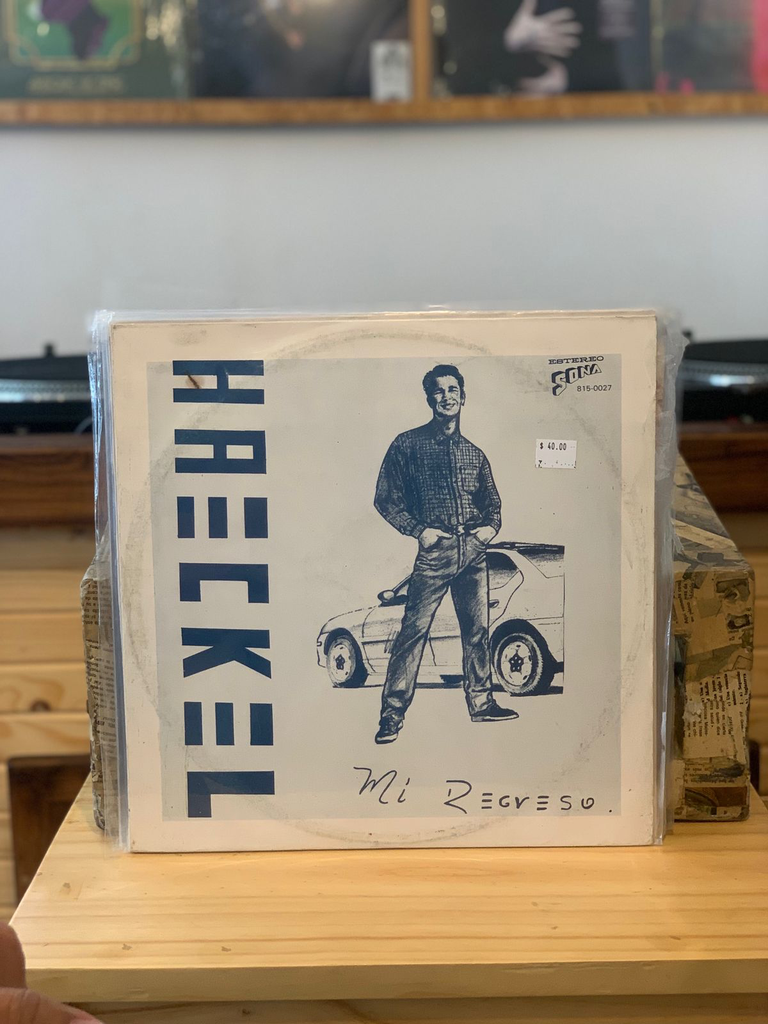 HAECKEL
ESTEREO
SONA
815-0027
$ 40.00
Mi Regreso.